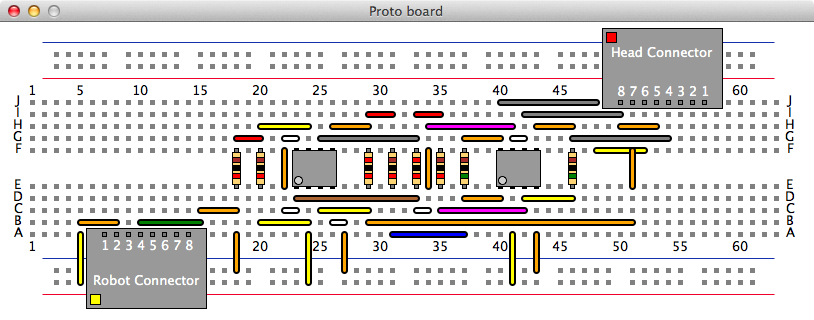 Proto board
Head Connector
8 7 6 5 4 3 2 1
1 5 10 15 20 25 30 35 40 45 60
J J
I I
H H
G G
F F
E E
D D
C C
B B
A A
1 20 25 30 35 40 45 50 55 60
1 2 3 4 5 6 7 8
Robot Connector